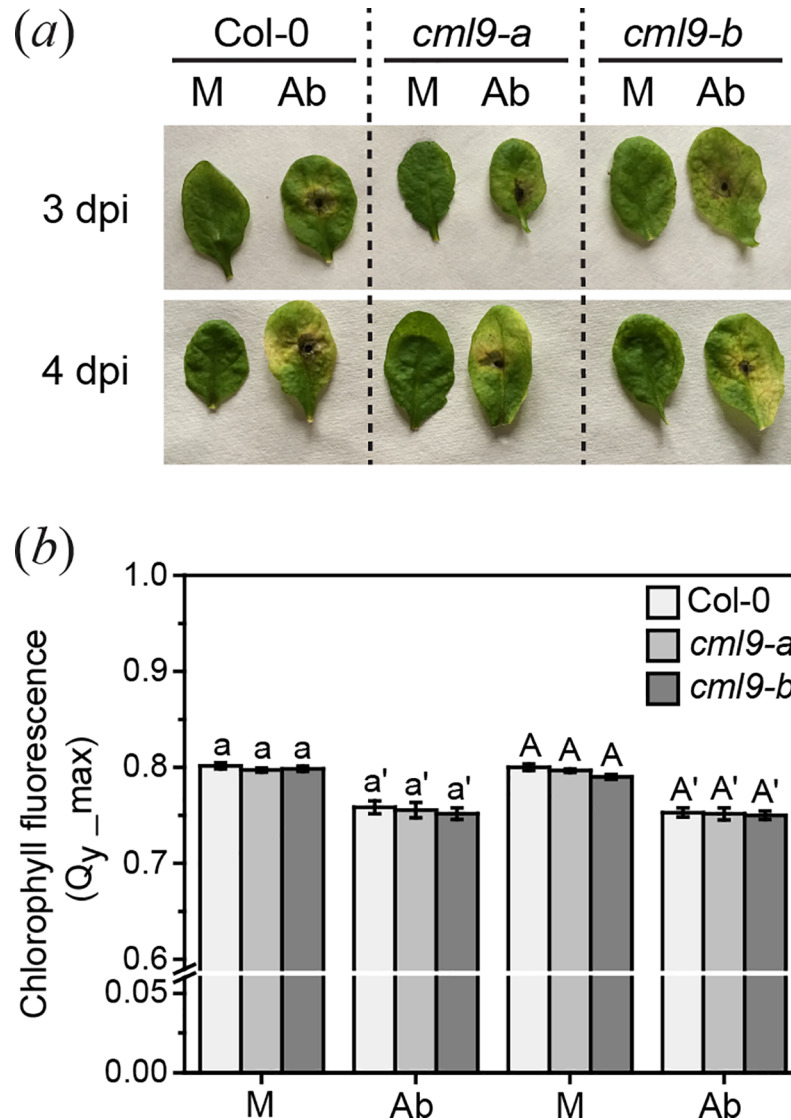 (a)
Col-0 cml9-a cml9-b
M Ab M Ab M Ab
3 dpi
4 dpi
(b)
Chlorophyll fluorescence
(Qy_max)
1.0
0.9
0.8
0.7
0.6
0.05
0.00
Col-0
cml9-a
cml9-b
a a a a' a' a' A A A A' A' A'
M Ab M Ab